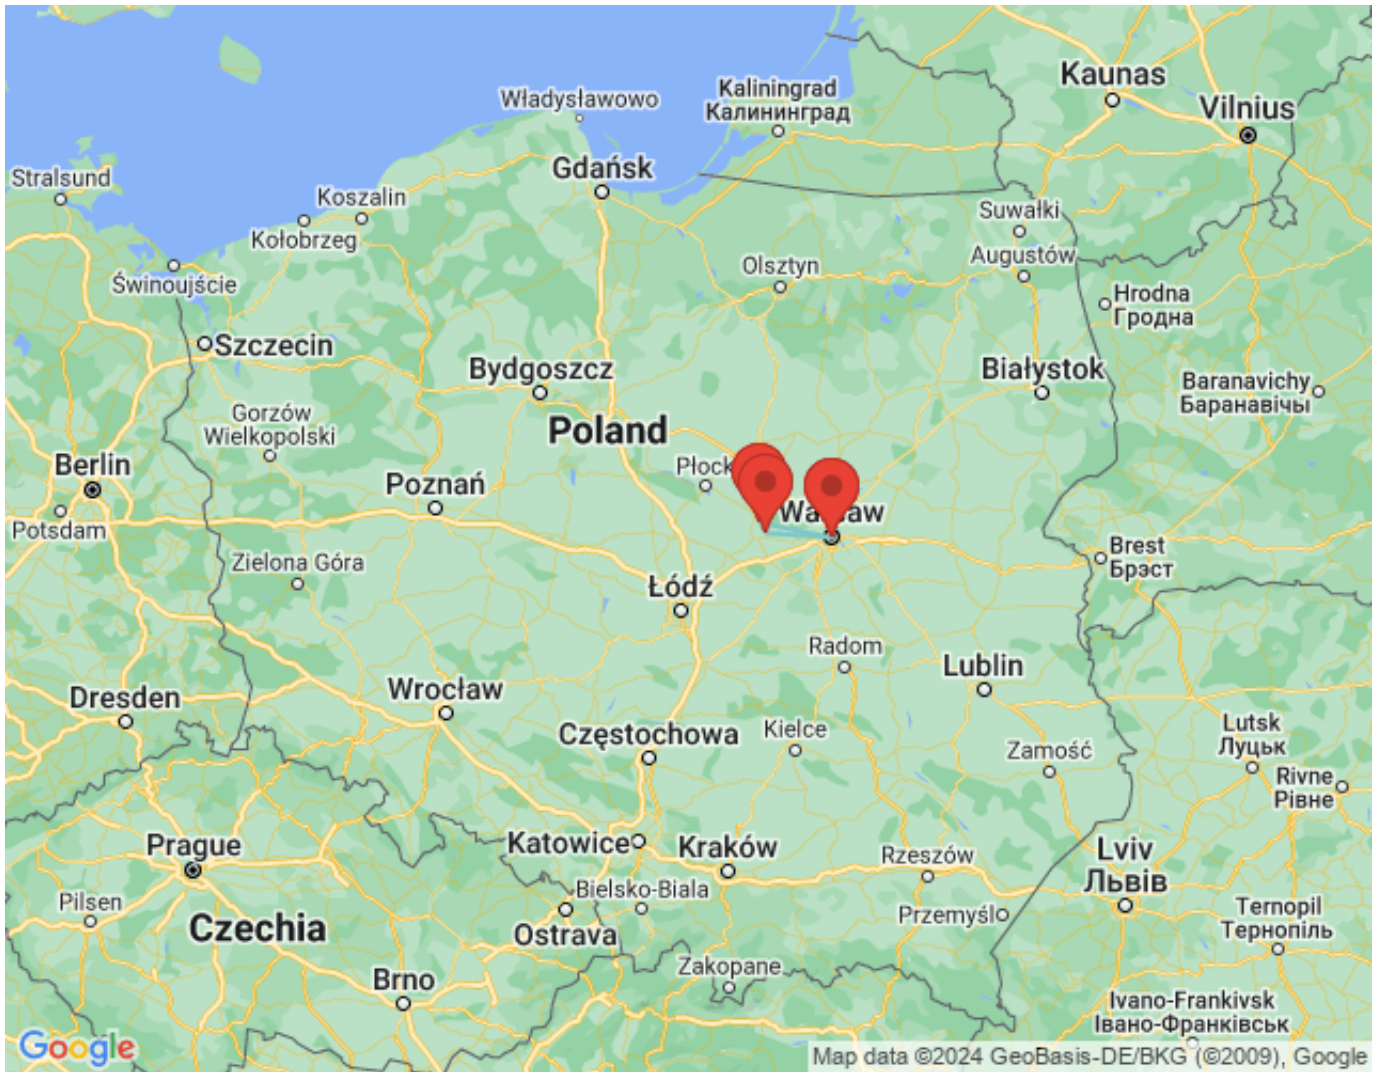 Kaunas
Vilnius
Kaliningrad
Калининград
Władysławowo
Gdańsk
Stralsund
Koszalin
Kołobrzeg
Suwałki
Augustów
Olsztyn
Świnoujście
Hrodna
Гродна
Szczecin
Bydgoszcz
Białystok
Baranavichy
Баранавічы
Gorzów
Wielkopolski
Poland
Berlin
Płock
Poznań
Warsaw
Potsdam
Brest
Брэст
Zielona Góra
Łódź
Radom
Lublin
Dresden
Wrocław
Częstochowa
Kielce
Zamość
Lutsk
Луцьк
Rivne
Рівне
Prague
Katowice
Kraków
Rzeszów
Lviv
Львів
Pilsen
Bielsko-Biala
Przemyśl
Czechia
Ostrava
Ternopil
Тернопіль
Zakopane
Brno
Ivano-Frankivsk
Івано-Франківськ
Google
Map data ©2024 GeoBasis-DE/BKG (©2009), Google